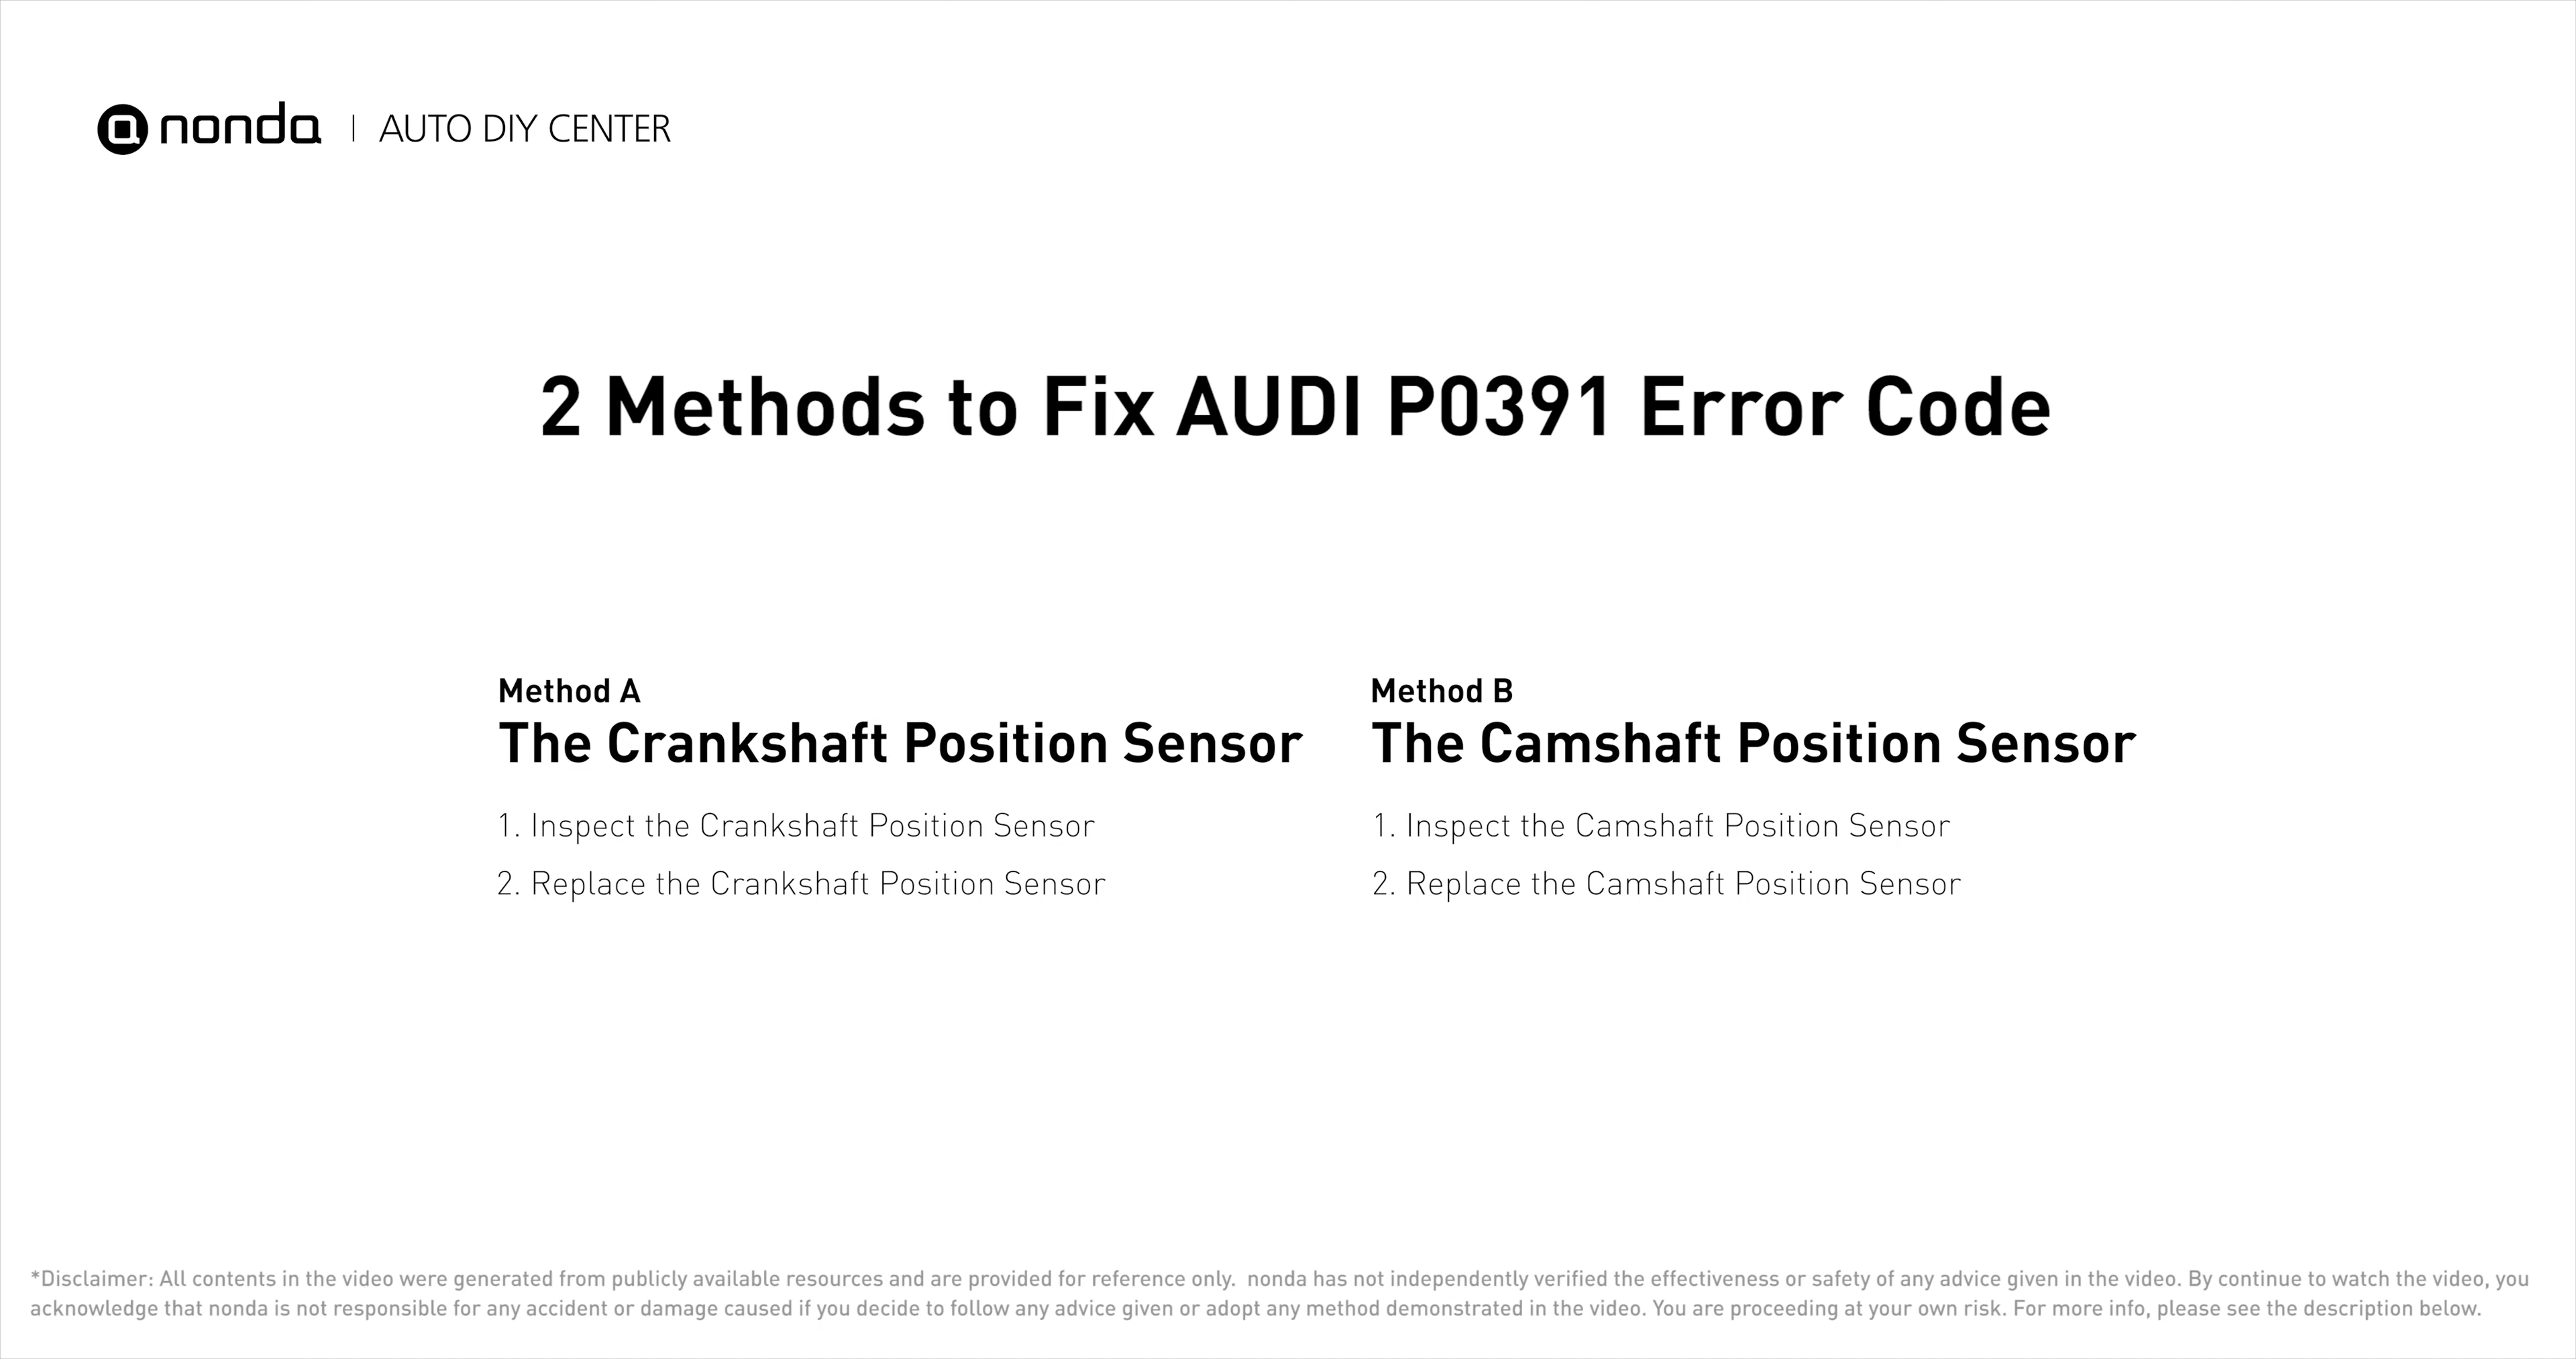 nonda | AUTO DIY CENTER
2 Methods to Fix AUDI P0391 Error Code
Method A
The Crankshaft Position Sensor
1. Inspect the Crankshaft Position Sensor
2. Replace the Crankshaft Position Sensor
Method B
The Camshaft Position Sensor
1. Inspect the Camshaft Position Sensor
2. Replace the Camshaft Position Sensor
*Disclaimer: All contents in the video were generated from publicly available resources and are provided for reference only. nonda has not independently verified the effectiveness or safety of any advice given in the video. By continue to watch the video, you
acknowledge that nonda is not responsible for any accident or damage caused if you decide to follow any advice given or adopt any method demonstrated in the video. You are proceeding at your own risk. For more info, please see the description below.